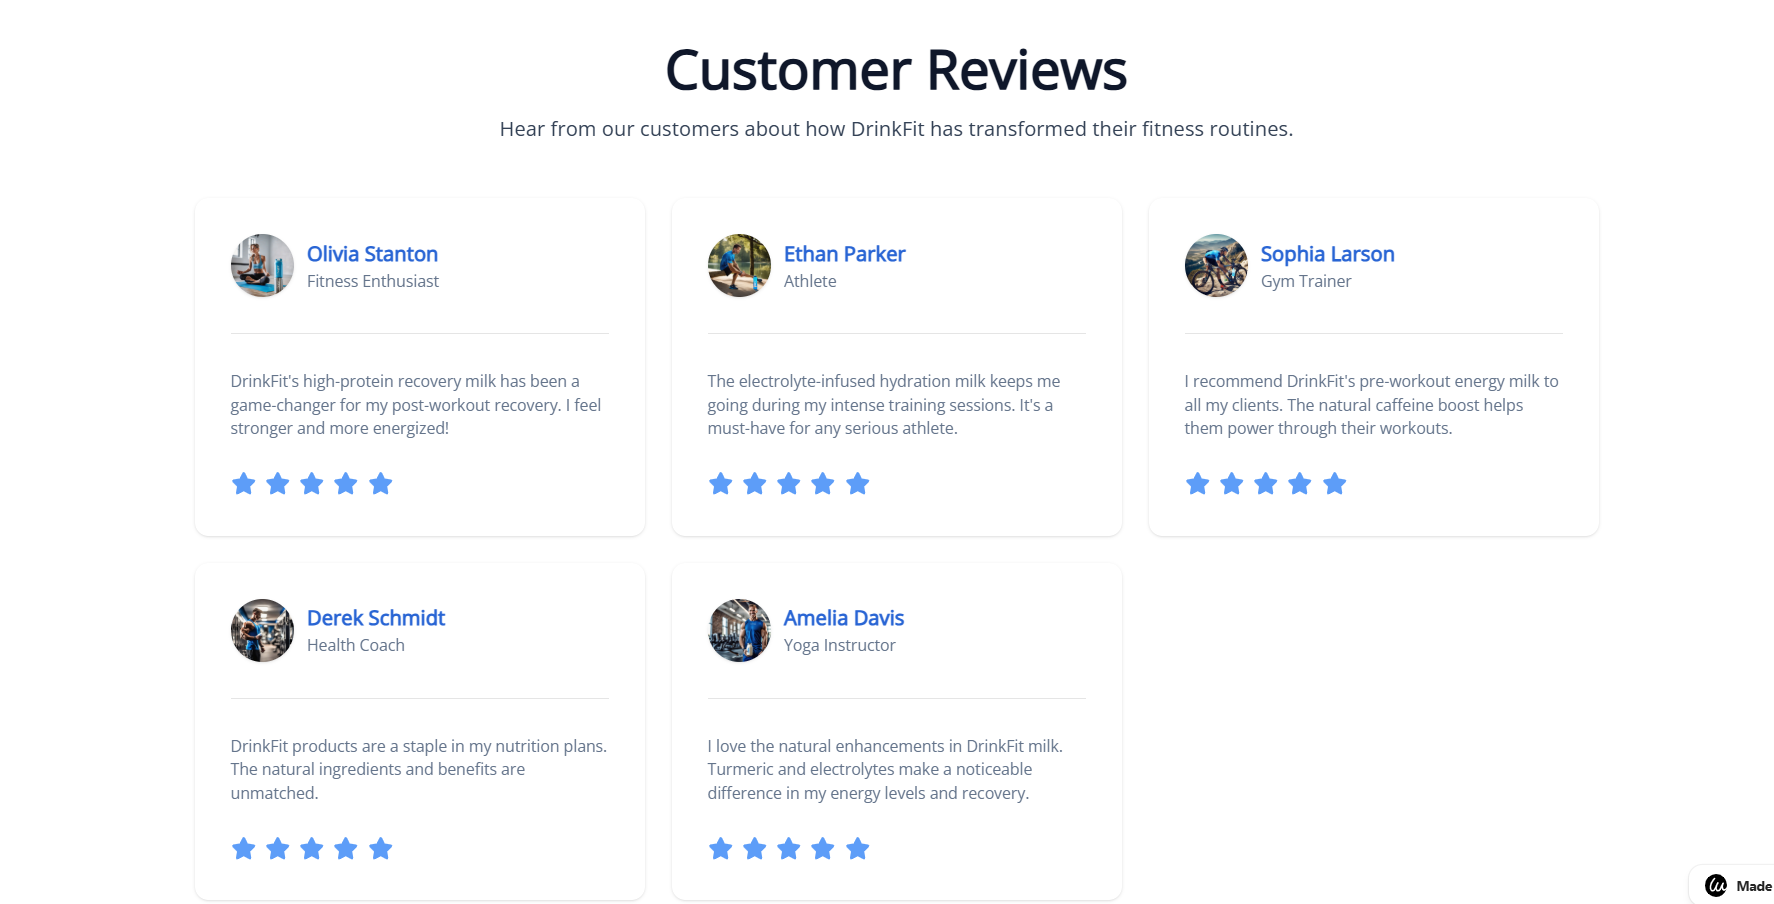 Customer Reviews
Hear from our customers about how DrinkFit has transformed their fitness routines.
Olivia Stanton
Fitness Enthusiast
DrinkFit's high-protein recovery milk has been a
game-changer for my post-workout recovery. I feel
stronger and more energized!
Ethan Parker
Athlete
The electrolyte-infused hydration milk keeps me
going during my intense training sessions. It's a
must-have for any serious athlete.
Sophia Larson
Gym Trainer
I recommend DrinkFit's pre-workout energy milk to
all my clients. The natural caffeine boost helps
them power through their workouts.
Derek Schmidt
Health Coach
DrinkFit products are a staple in my nutrition plans.
The natural ingredients and benefits are
unmatched.
Amelia Davis
Yoga Instructor
I love the natural enhancements in DrinkFit milk.
Turmeric and electrolytes make a noticeable
difference in my energy levels and recovery.
Made